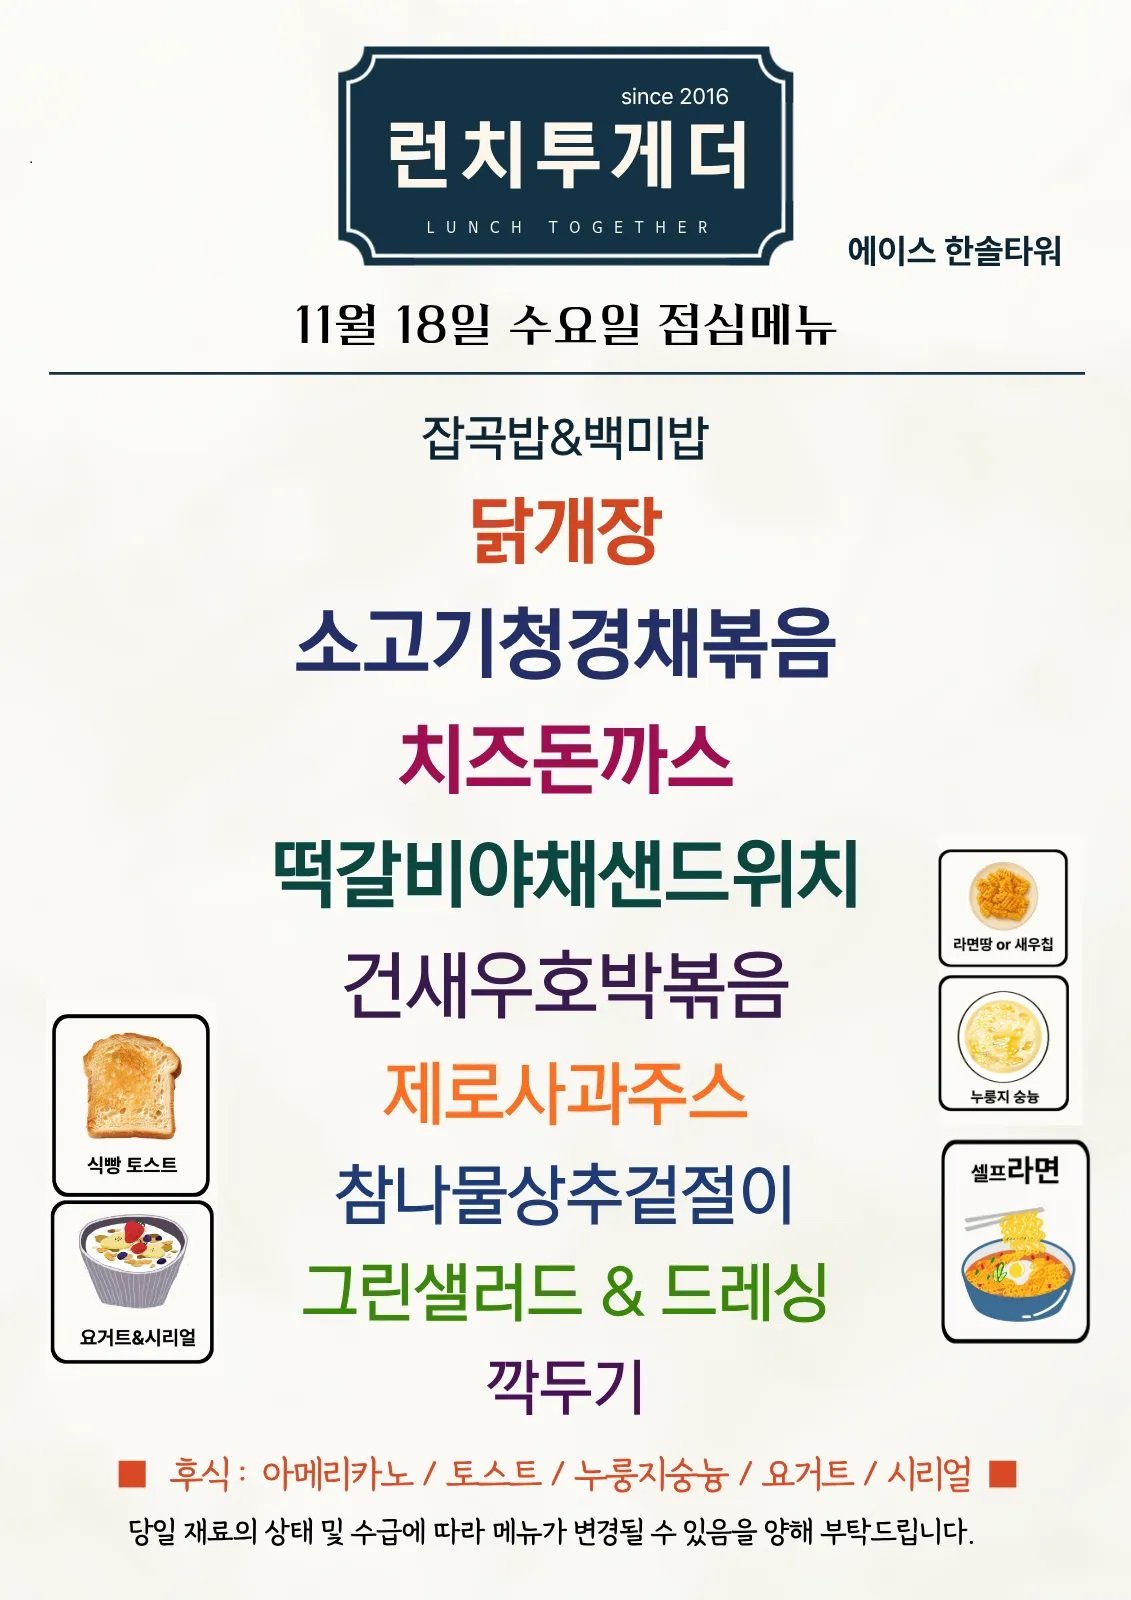 since 2016
런치투게더
LUNCH TOGETHER
에이스 한솔타워
11월 18일 수요일 점심메뉴
잡곡밥&백미밥
닭개장
소고기청경채볶음
치즈돈까스
떡갈비야채샌드위치
건새우호박볶음
제로사과주스
참나물상추겉절이
그린샐러드 & 드레싱
깍두기
식빵 토스트
요거트&시리얼
라면땅 or 새우칩
누룽지 숭늉
셀프라면
■ 후식 : 아메리카노 / 토스트 / 누룽지숭늉 / 요거트 / 시리얼 ■
당일 재료의 상태 및 수급에 따라 메뉴가 변경될 수 있음을 양해 부탁드립니다.